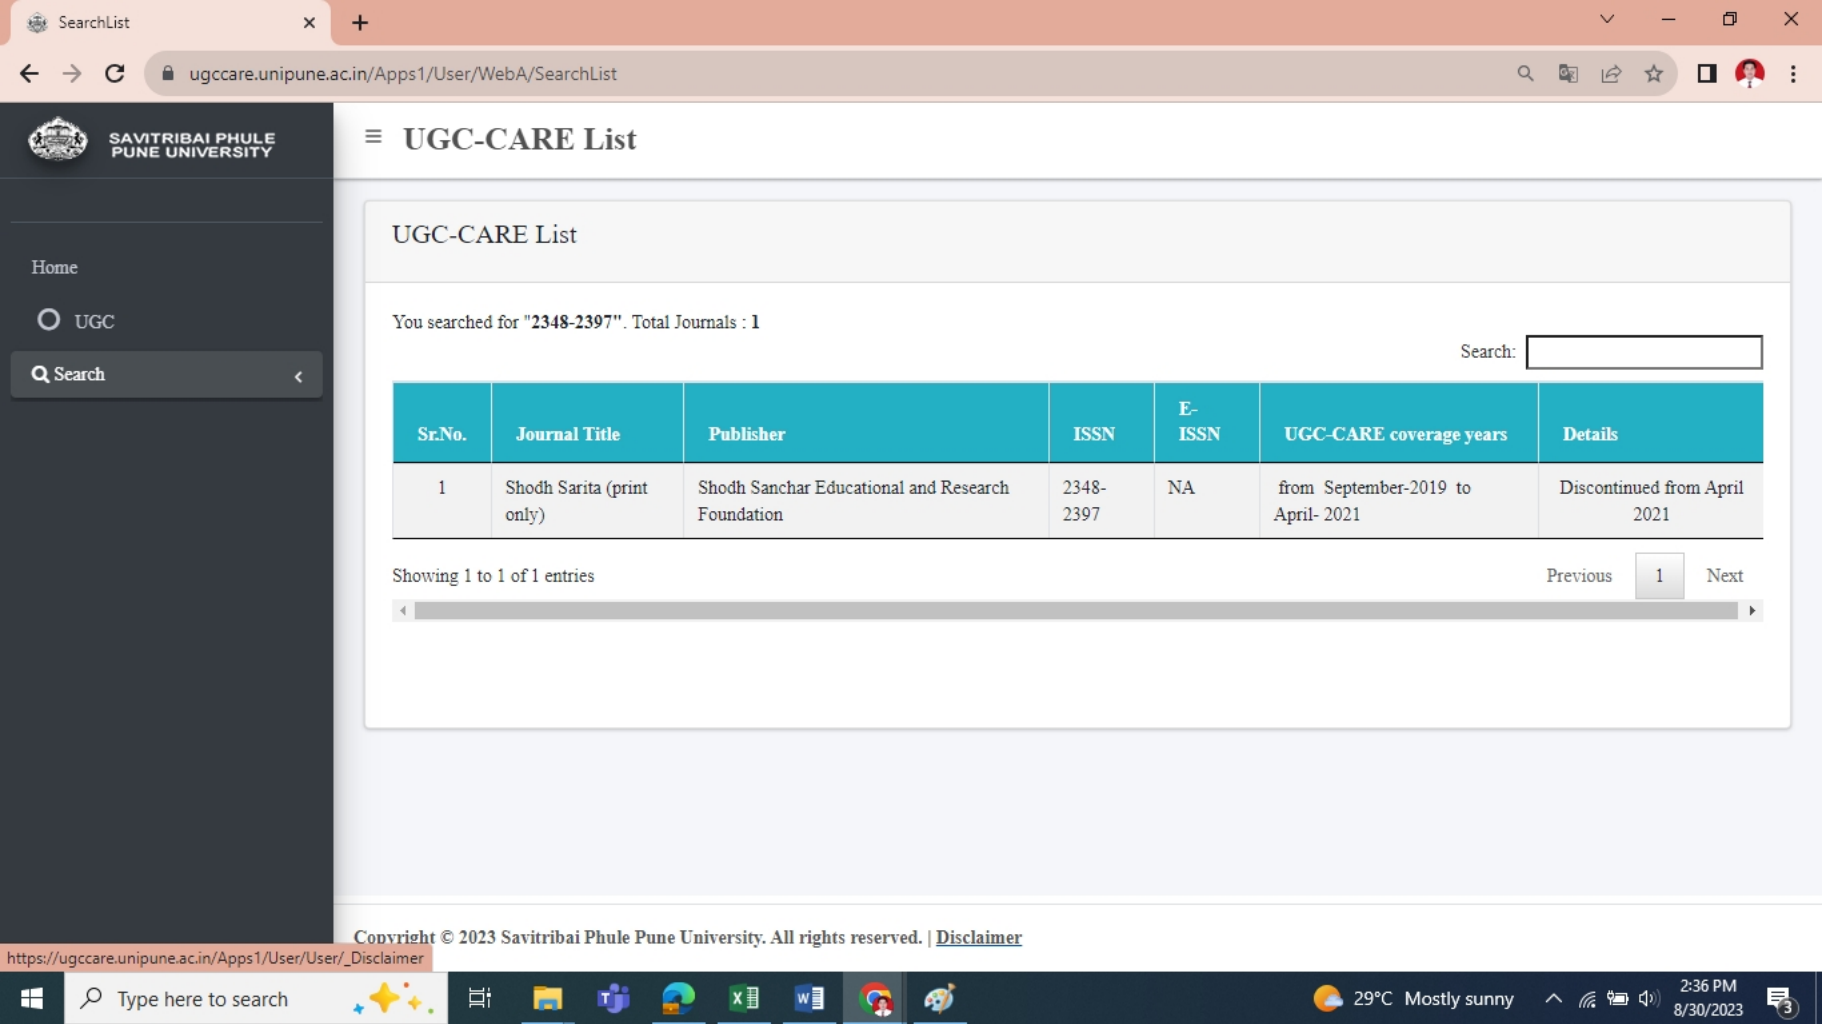 SearchList
ugccare.unipune.ac.in/Apps1/User/WebA/SearchList
SAVITRIBAI PHULE
PUNE UNIVERSITY
UGC-CARE List
Home
UGC
Search
UGC-CARE List
You searched for "2348-2397". Total Journals : 1
Search:
Sr.No. Journal Title Publisher ISSN E-ISSN UGC-CARE coverage years Details
1 Shodh Sarita (print Shodh Sanchar Educational and Research 2348- NA from September-2019 to Discontinued from April
only) Foundation 2397 April- 2021 2021
Showing 1 to 1 of 1 entries
Previous 1 Next
Copyright © 2023 Savitribai Phule Pune University. All rights reserved. | Disclaimer
https://ugccare.unipune.ac.in/Apps1/User/User/_Disclaimer
Type here to search
29°C Mostly sunny
2:36 PM
8/30/2023
3